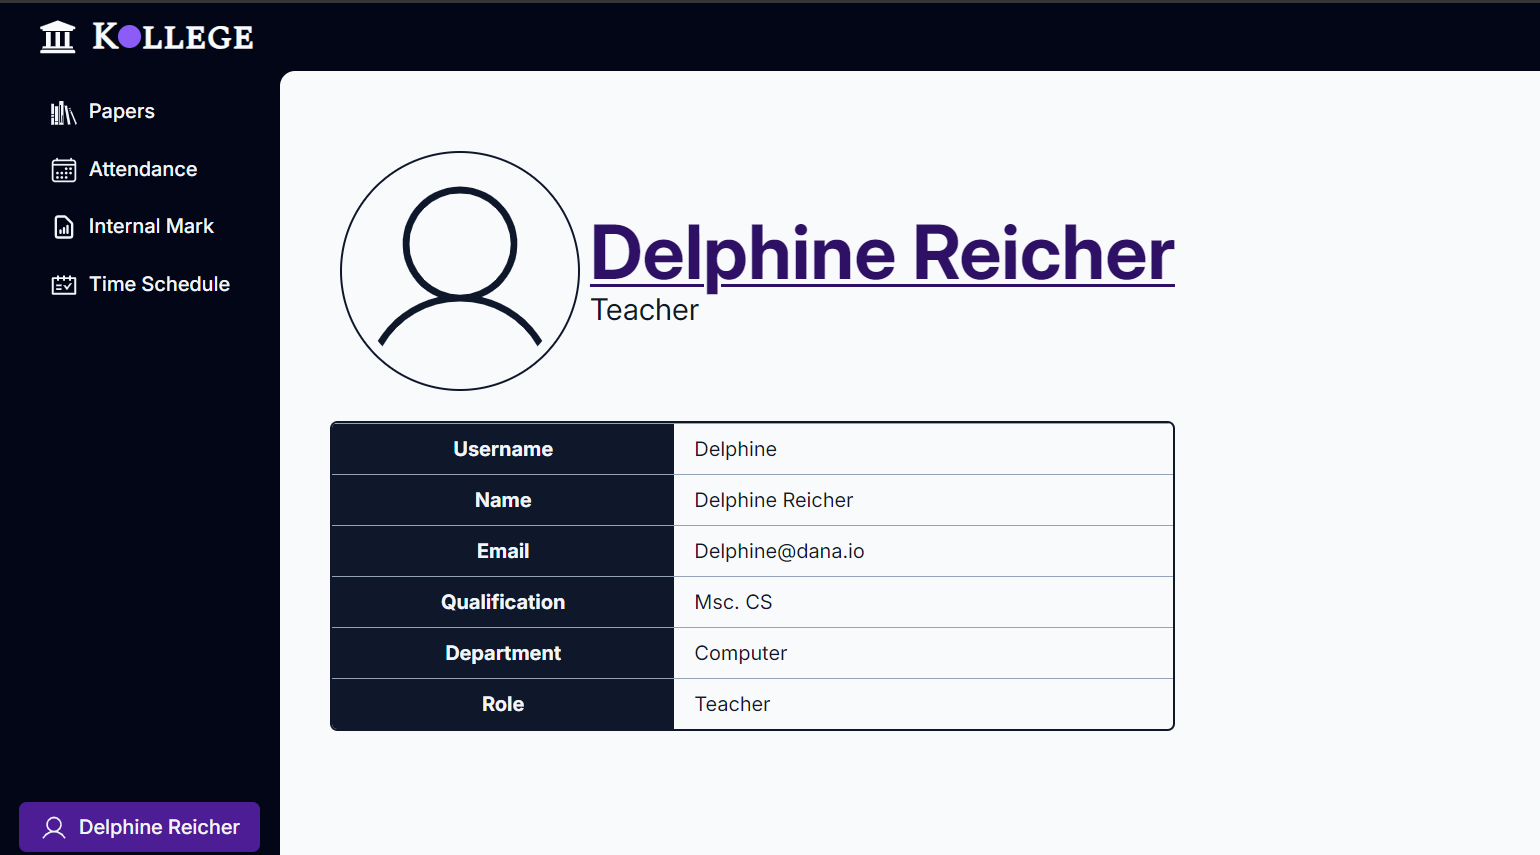 KOLLEGE
Papers
Attendance
Internal Mark
Time Schedule
Delphine Reicher
Teacher
Username Delphine
Name Delphine Reicher
Email Delphine@dana.io
Qualification Msc. CS
Department Computer
Role Teacher
Delphine Reicher